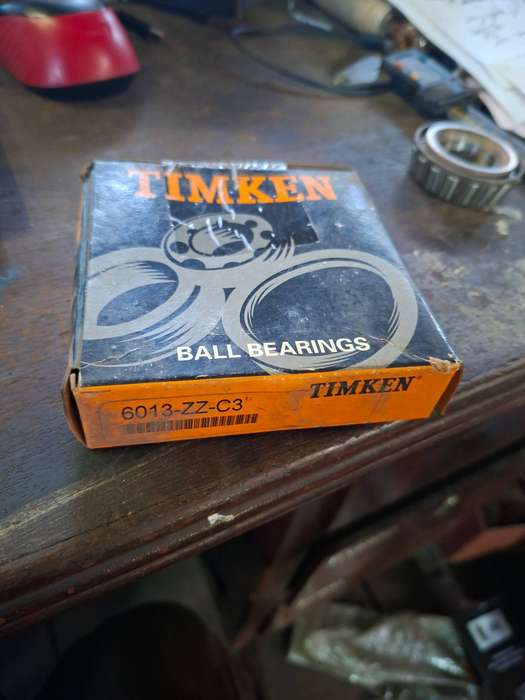 TIMKEN
BALL BEARINGS
TIMKEN
6013-ZZ-C3